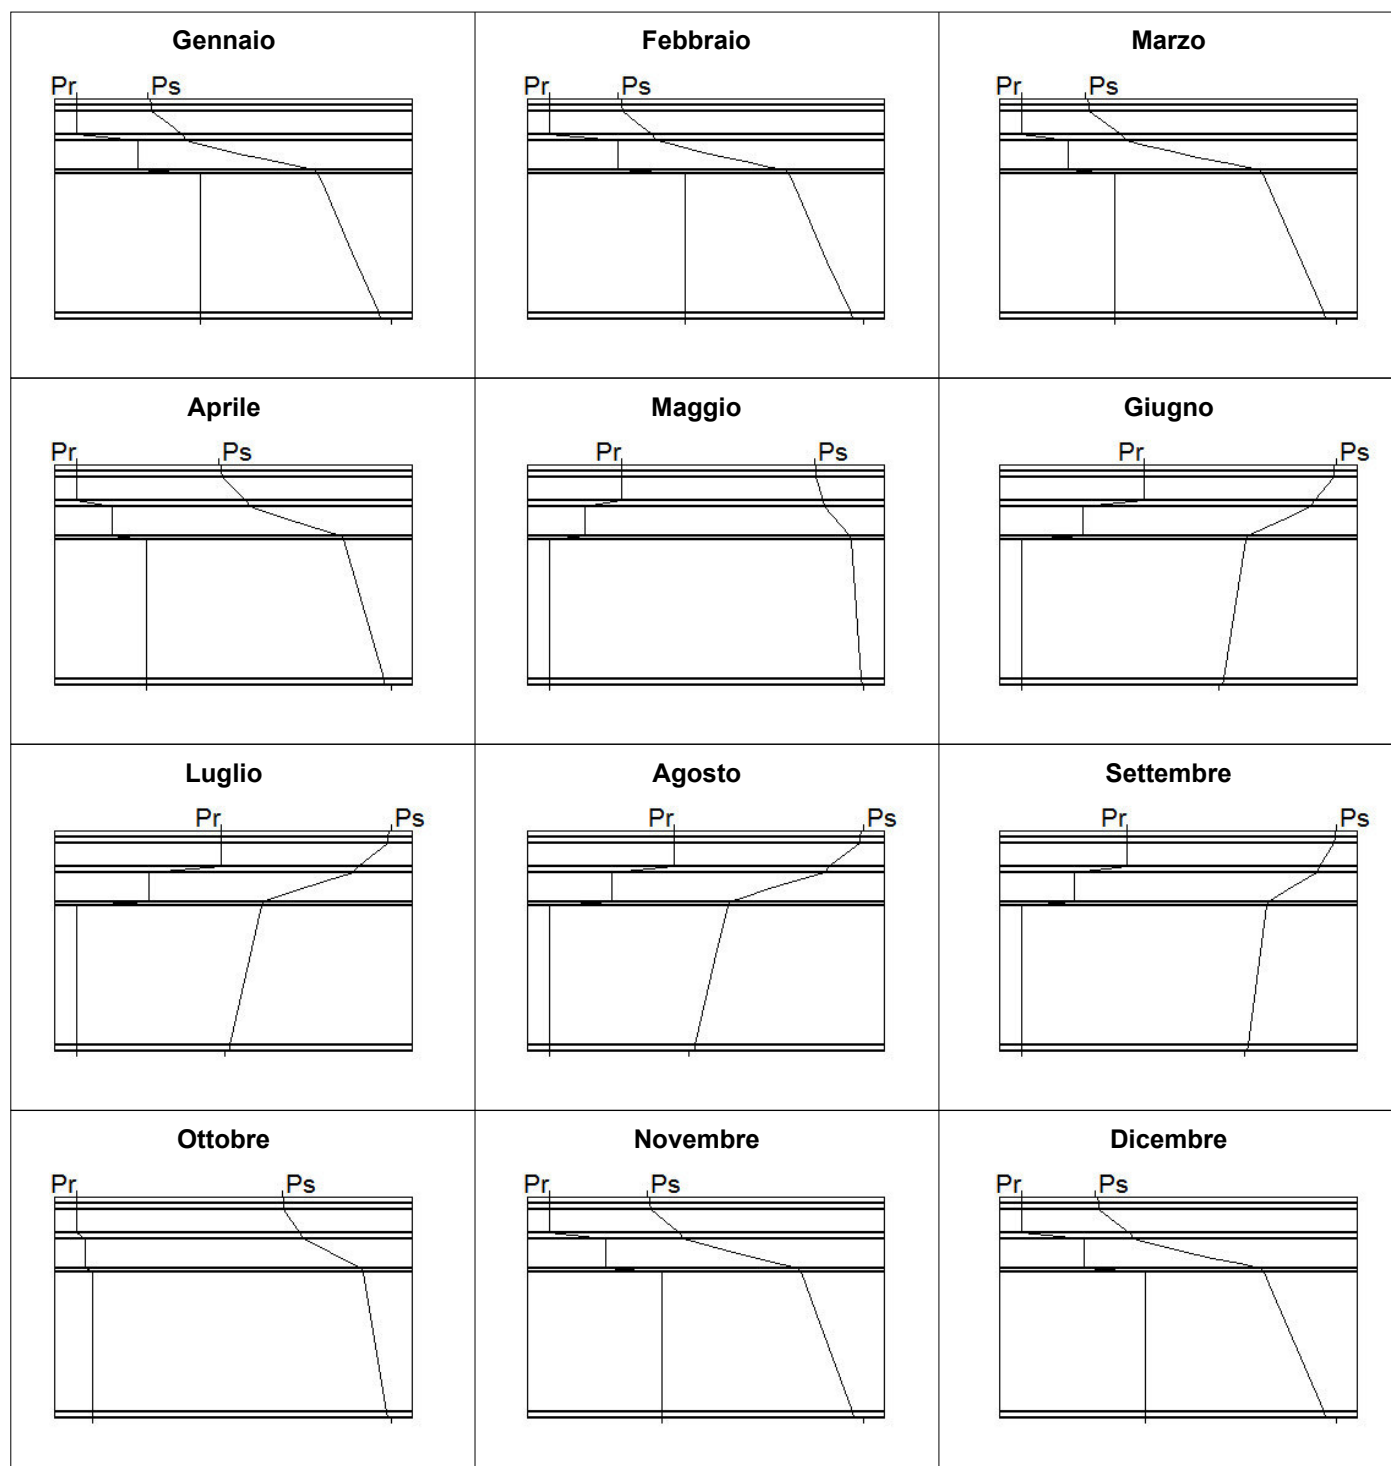 Gennaio Febbraio Marzo
Pr Ps Pr Ps Pr Ps
Aprile Maggio Giugno
Pr Ps Pr Ps Pr Ps
Luglio Agosto Settembre
Pr Ps Pr Ps Pr Ps
Ottobre Novembre Dicembre
Pr Ps Pr Ps Pr Ps